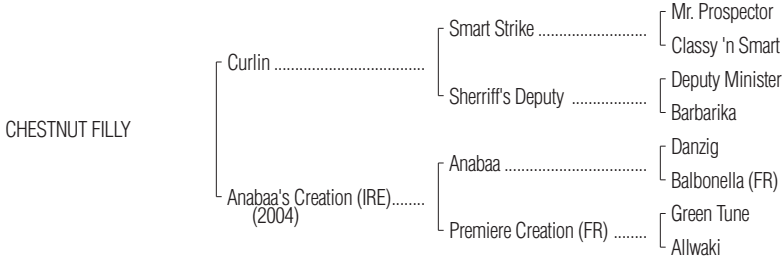 Mr. Prospector
Smart Strike ..........................
Classy 'n Smart
Curlin ....................................
Deputy Minister
Sherriff's Deputy ..................
Barbarika
CHESTNUT FILLY
Danzig
Anabaa ..................................
Balbonella (FR)
Anabaa's Creation (IRE)........
(2004)
Green Tune
Premiere Creation (FR) ........
Allwaki